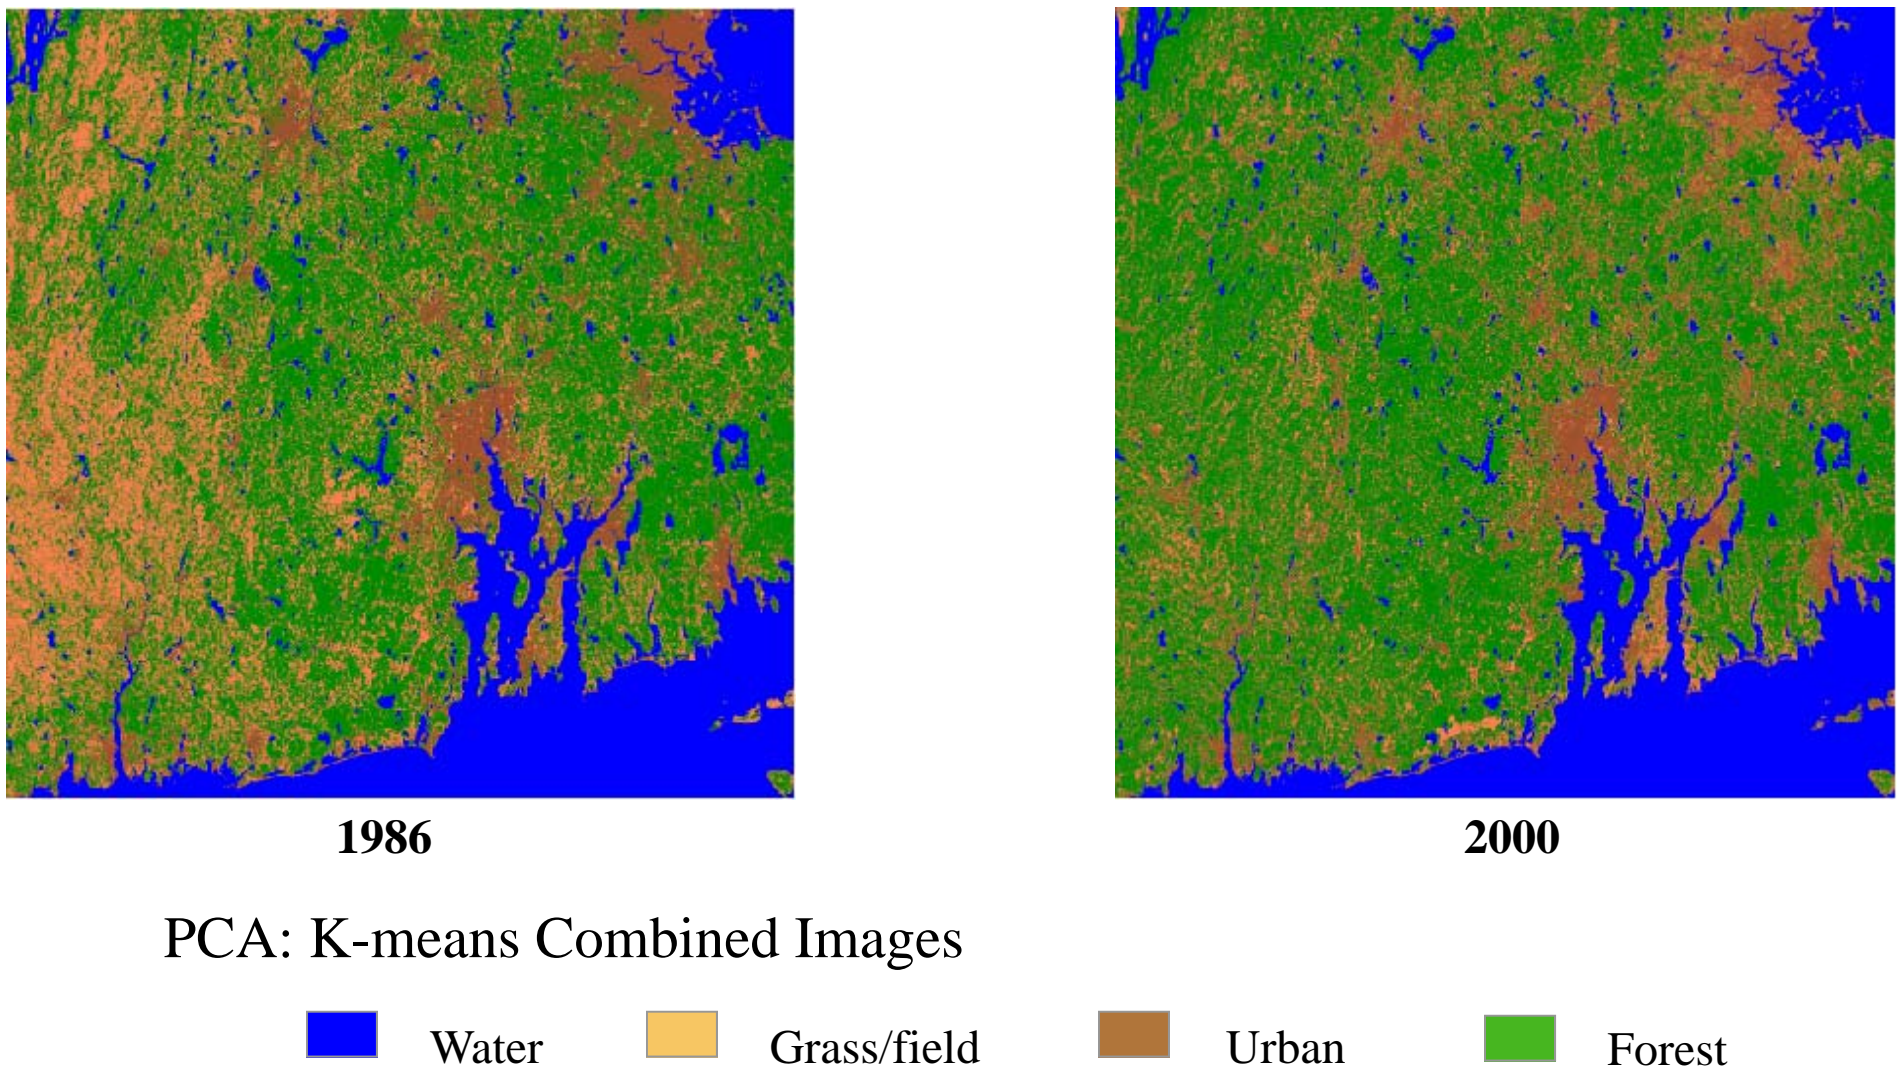 1986
2000
PCA: K-means Combined Images
Water
Grass/field
Urban
Forest